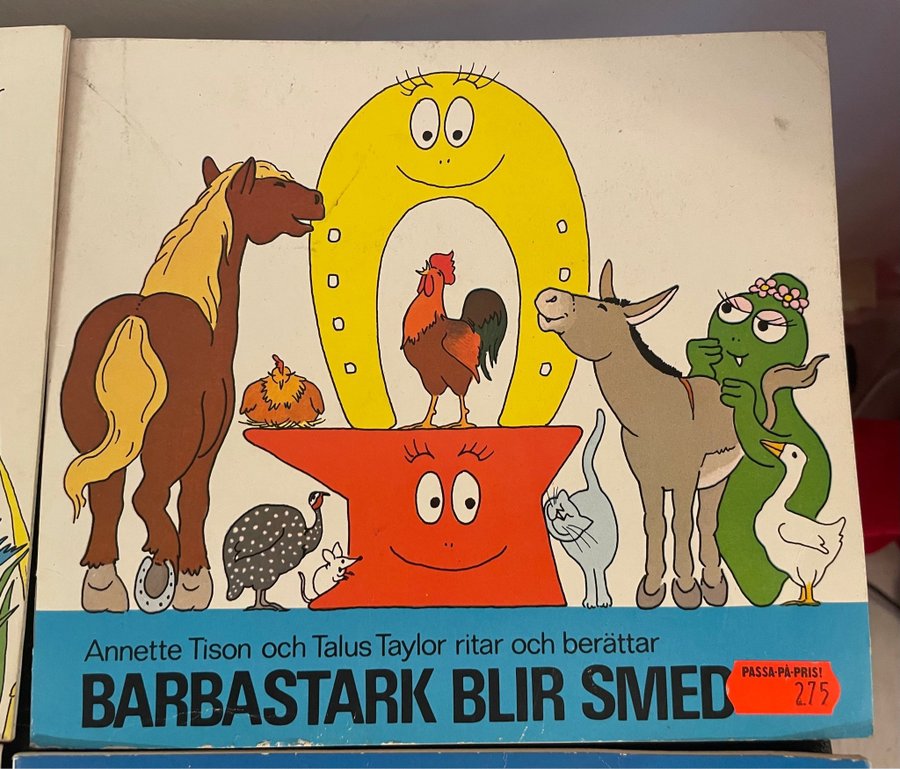 Annette Tison och Talus Taylor ritar och berättar
BARBASTARK BLIR SMED
PASSA-PÅ-PRIS!
2.75